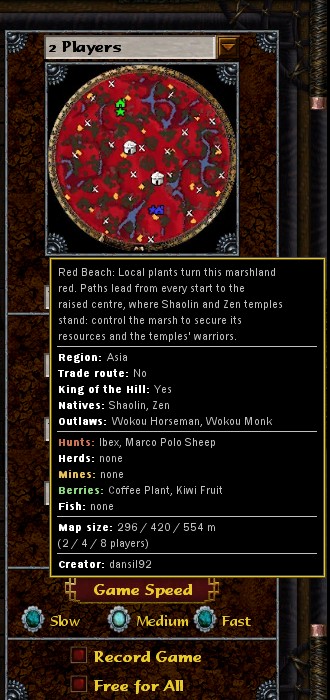 2 Players
Red Beach: Local plants turn this marshland
red. Paths lead from every start to the
raised centre, where Shaolin and Zen temples
stand: control the marsh to secure its
resources and the temples' warriors.
Region: Asia
Trade route: No
King of the Hill: Yes
Natives: Shaolin, Zen
Outlaws: Wokou Horseman, Wokou Monk
Hunts: Ibex, Marco Polo Sheep
Herds: none
Mines: none
Berries: Coffee Plant, Kiwi Fruit
Fish: none
Map size: 296 / 420 / 554 m
(2 / 4 / 8 players)
Creator: dansil92
Game Speed
Slow Medium Fast
Record Game
Free for All